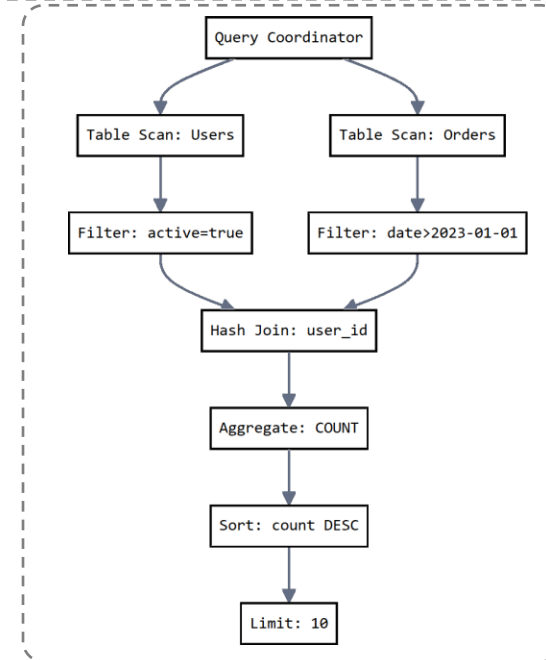 Query Coordinator
Table Scan: Users
Table Scan: Orders
Filter: active=true
Filter: date>2023-01-01
Hash Join: user_id
Aggregate: COUNT
Sort: count DESC
Limit: 10